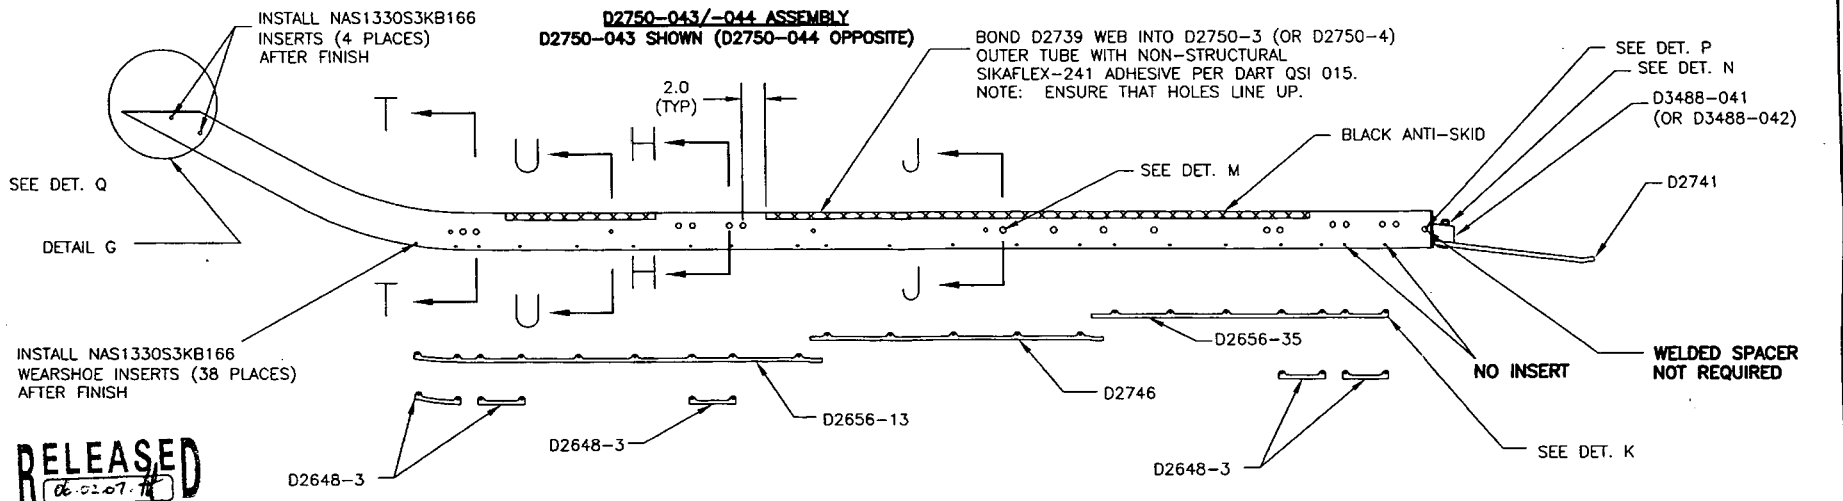 D2750-043/-044 ASSEMBLY
D2750-043 SHOWN (D2750-044 OPPOSITE)
INSTALL NAS1330S3KB166
INSERTS (4 PLACES)
AFTER FINISH
BOND D2739 WEB INTO D2750-3 (OR D2750-4)
OUTER TUBE WITH NON-STRUCTURAL
SIKAFLEX-241 ADHESIVE PER DART QSI 015.
NOTE: ENSURE THAT HOLES LINE UP.
SEE DET. P
SEE DET. N
D3488-041
(OR D3488-042)
2.0
(TYP)
T
U
H
J
BLACK ANTI-SKID
SEE DET. M
D2741
SEE DET. Q
DETAIL G
T
U
H
J
INSTALL NAS1330S3KB166
WEARSHOE INSERTS (38 PLACES)
AFTER FINISH
D2656-35
NO INSERT
WELDED SPACER
NOT REQUIRED
D2746
D2656-13
D2648-3
D2648-3
D2648-3
SEE DET. K
RELEASED
06.02.07